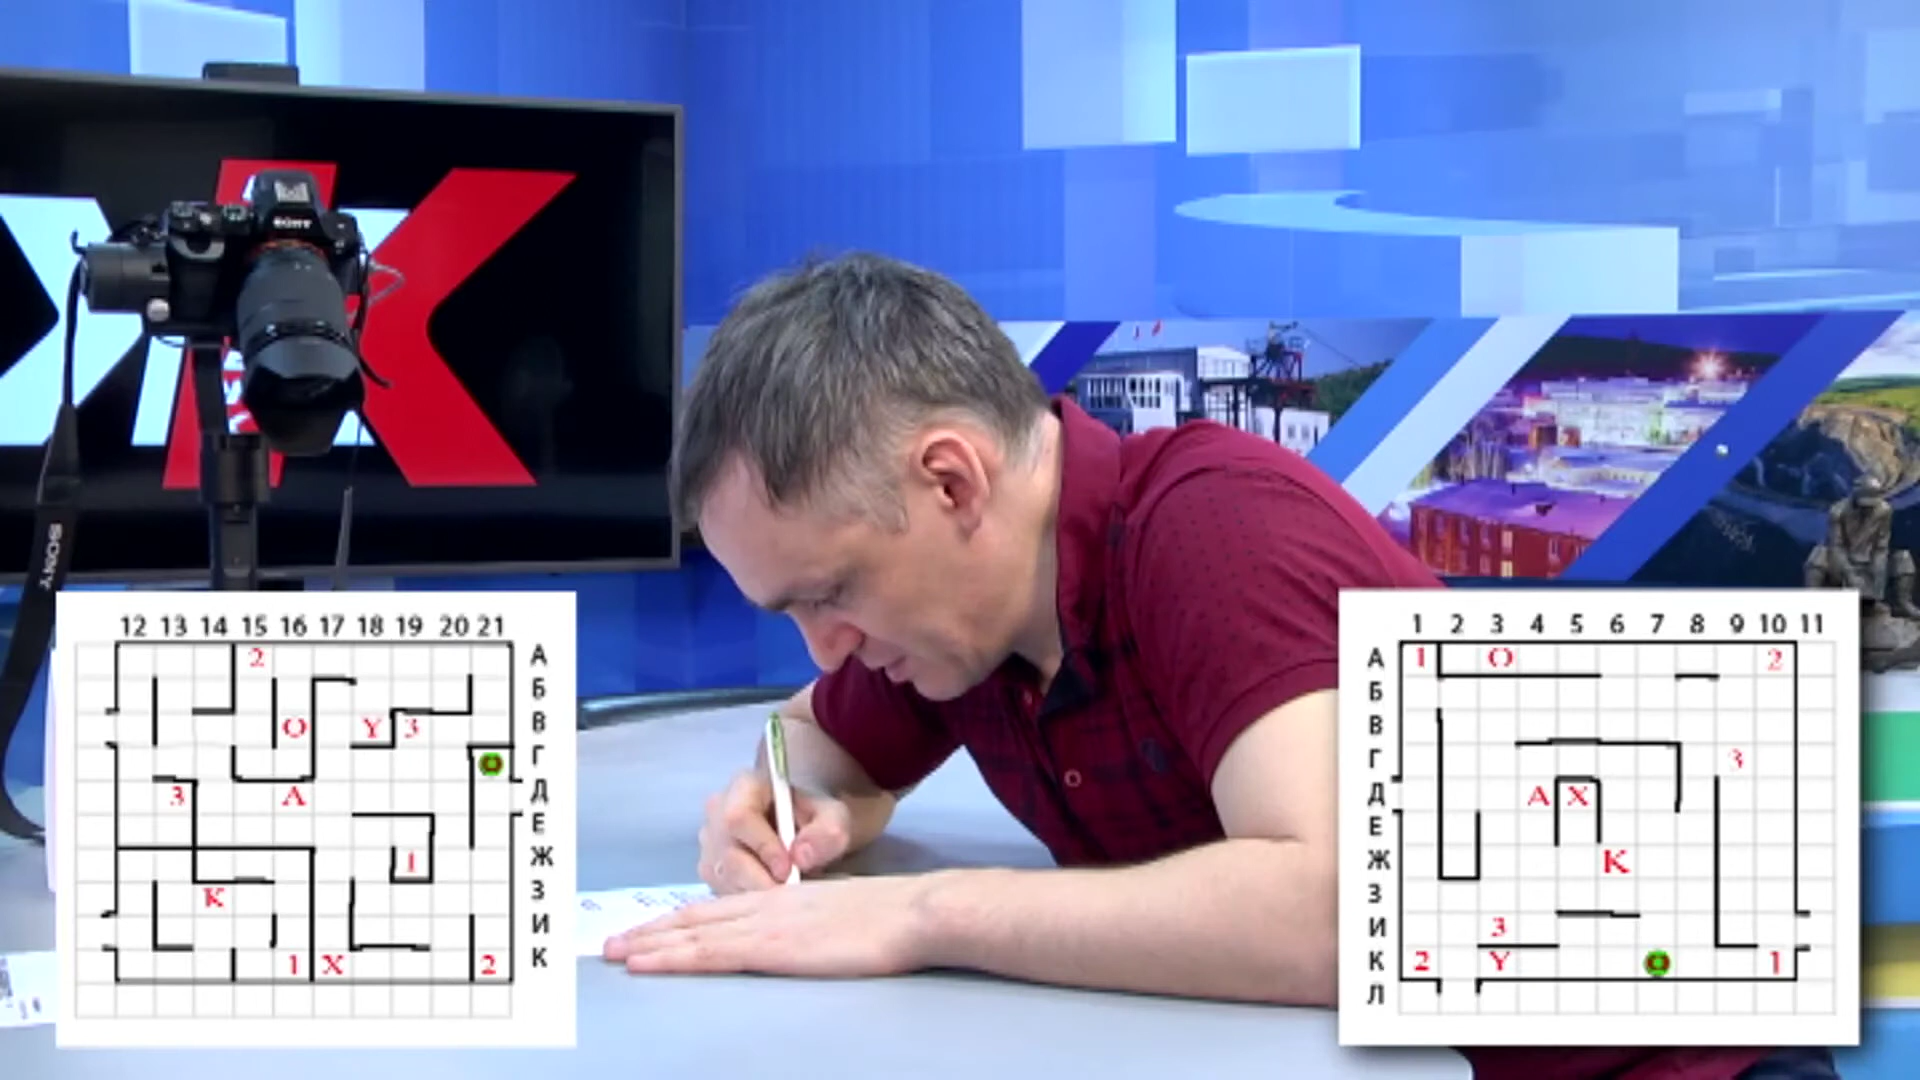 SONY
SONY
K
12 13 14 15 16 17 18 19 20 21
2 А
Б
O Y 3 В
Г
3 A Д
Е
1 Ж
K З
И
1 X 2 К
1 2 3 4 5 6 7 8 9 10 11
А 1 O 2
Б
В
Г 3
Д A X
Е
Ж K
З
И 3
К 2 Y 1
Л